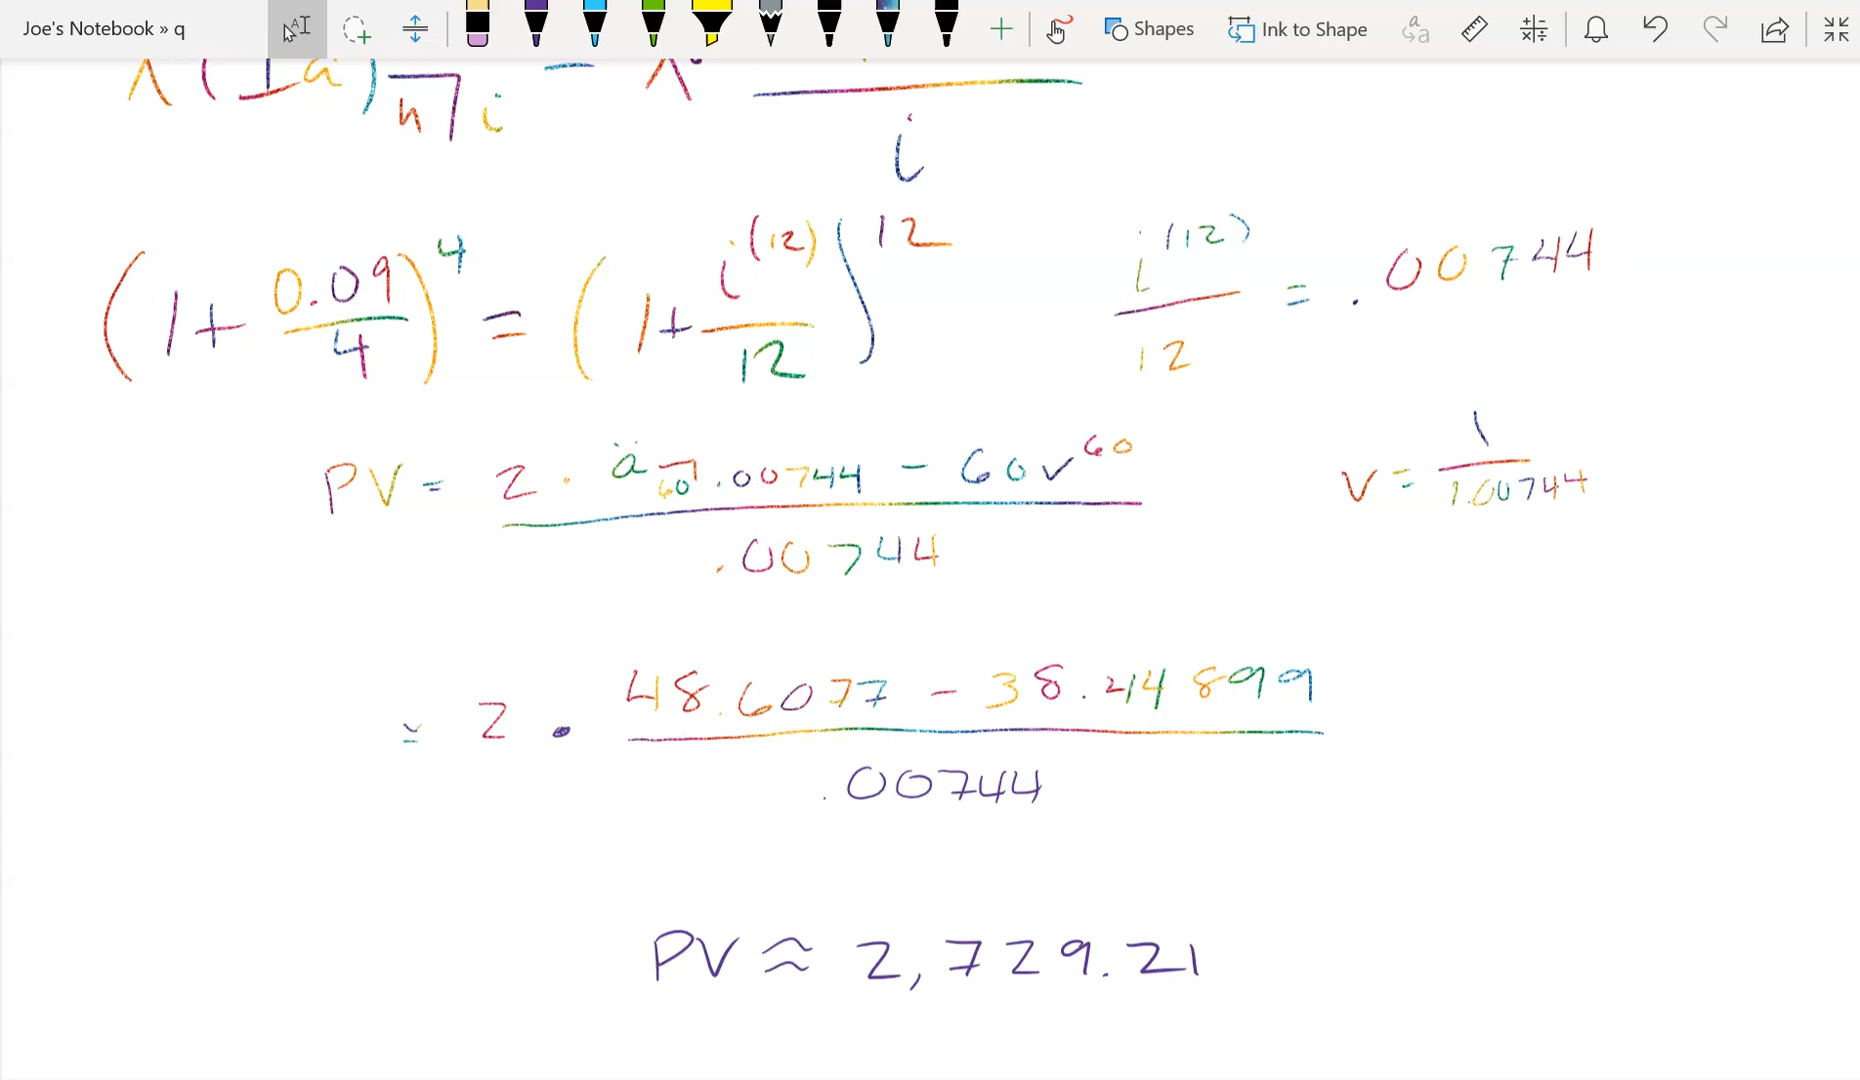 Joe's Notebook » q
Shapes
Ink to Shape
(Ia) n i =
i
(1 + 0.09/4)^4 = (1 + i^(12)/12)^12
i^(12)/12 = .00744
PV = 2 · ä60⌉.00744 - 60v^60 / .00744
v = 1/1.00744
≈ 2 · 48.6077 - 38.44899 / .00744
PV ≈ 2,729.21